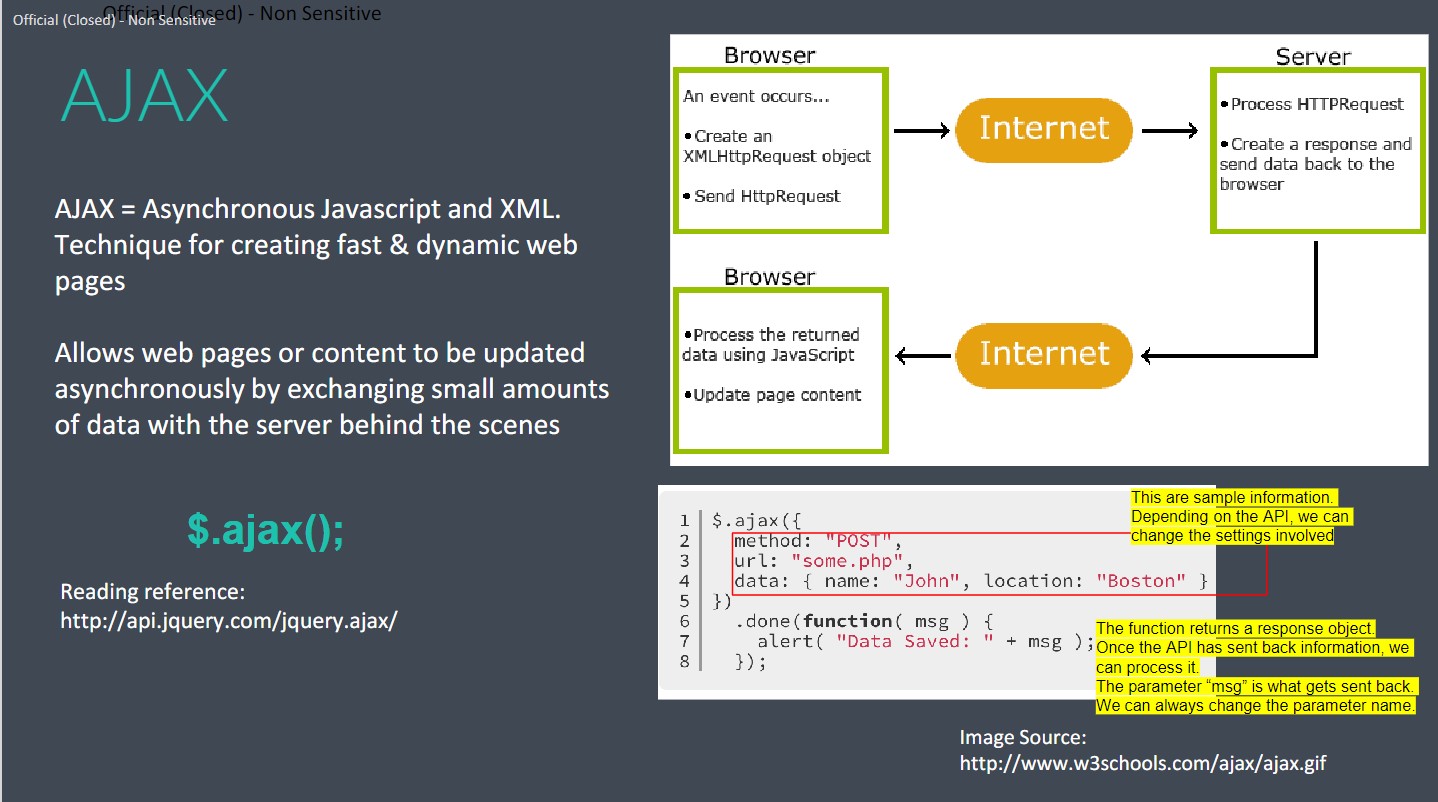 Official (Closed) - Non Sensitive
Official (Closed) - Non Sensitive
AJAX
AJAX = Asynchronous Javascript and XML.
Technique for creating fast & dynamic web
pages
Allows web pages or content to be updated
asynchronously by exchanging small amounts
of data with the server behind the scenes
$.ajax();
Reading reference:
http://api.jquery.com/jquery.ajax/
Browser
An event occurs...
•Create an
XMLHttpRequest object
• Send HttpRequest
Internet
Server
• Process HTTPRequest
•Create a response and
send data back to the
browser
Browser
•Process the returned
data using JavaScript
•Update page content
Internet
1 $.ajax({
2 method: "POST",
3 url: "some.php",
4 data: { name: "John", location: "Boston" }
5 })
6 .done(function( msg ) {
7 alert( "Data Saved: " + msg );
8 });
This are sample information.
Depending on the API, we can
change the settings involved
The function returns a response object.
Once the API has sent back information, we
can process it.
The parameter “msg” is what gets sent back.
We can always change the parameter name.
Image Source:
http://www.w3schools.com/ajax/ajax.gif